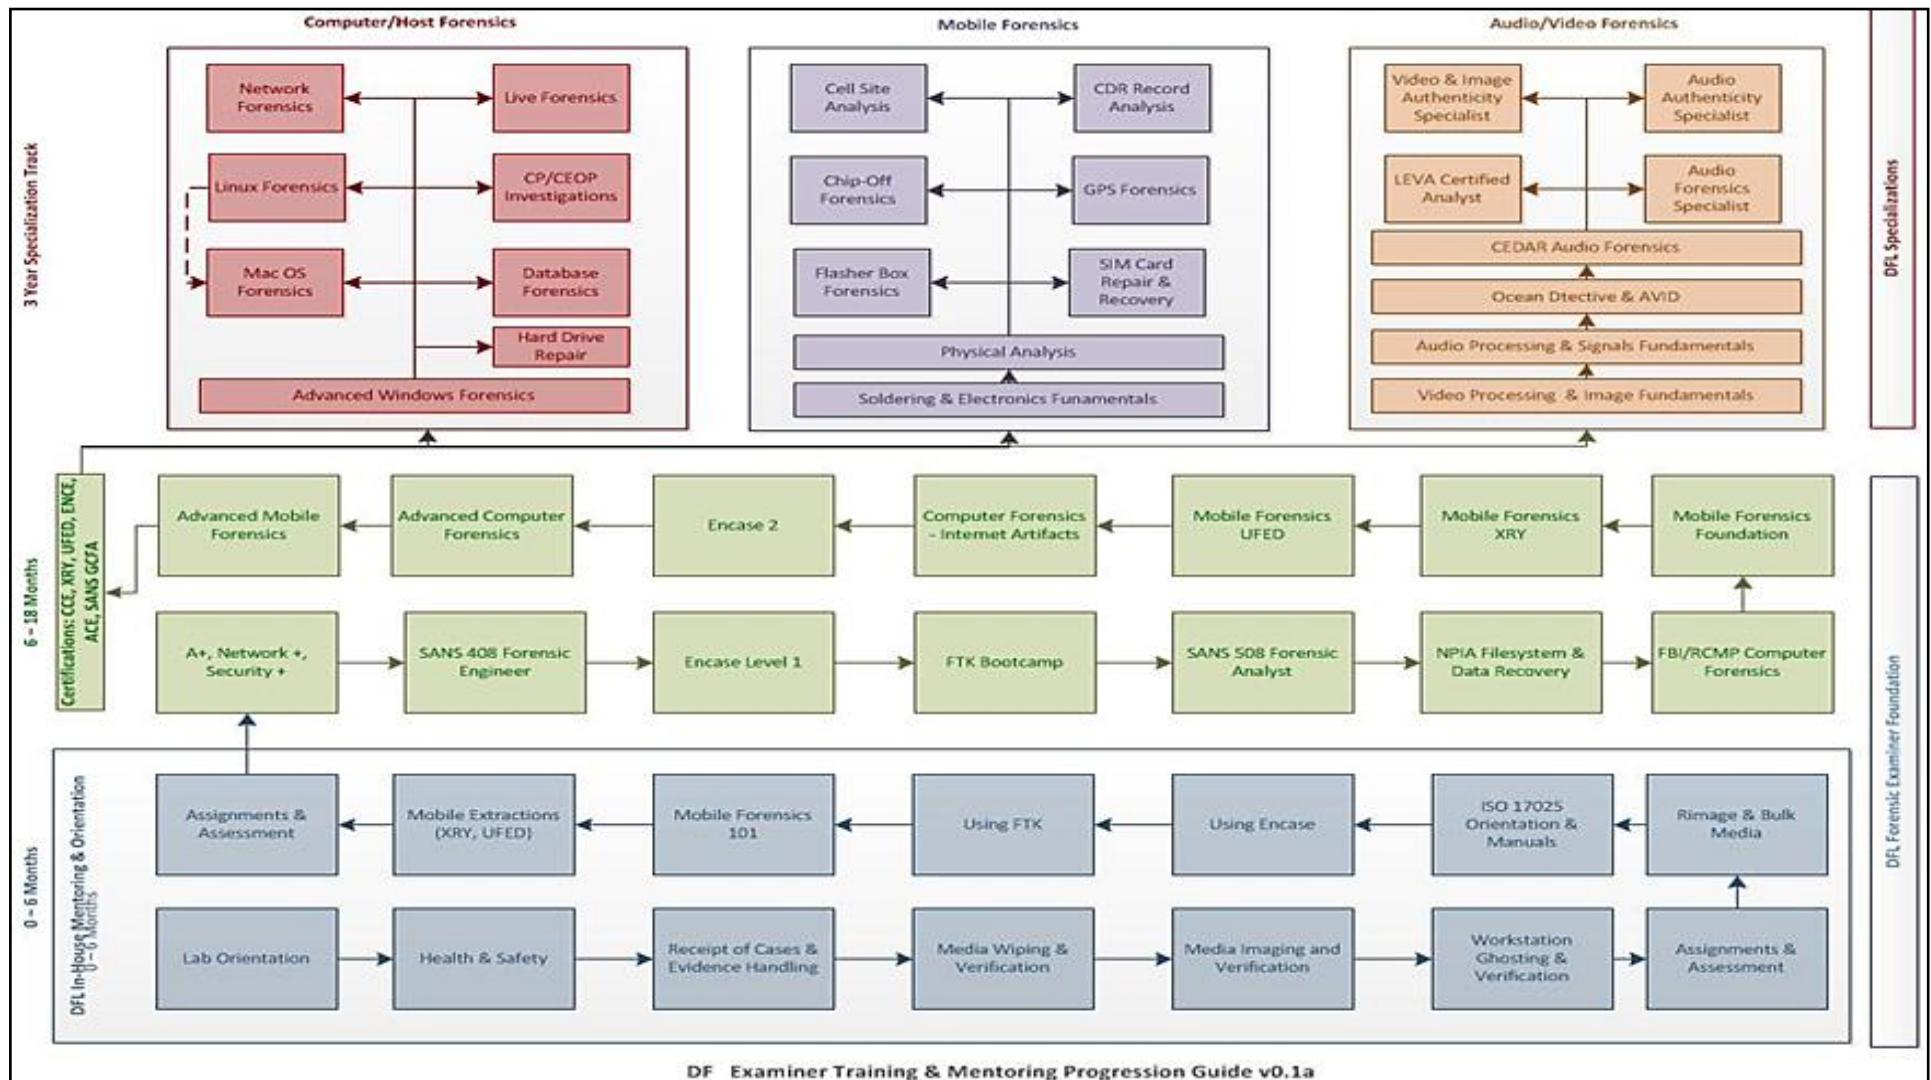 Computer/Host Forensics
Mobile Forensics
Audio/Video Forensics
3 Year Specialization Track
Network
Forensics
Live Forensics
Linux Forensics
CP/CEOP
Investigations
Mac OS
Forensics
Database
Forensics
Hard Drive
Repair
Advanced Windows Forensics
Cell Site
Analysis
CDR Record
Analysis
Chip-Off
Forensics
GPS Forensics
Flasher Box
Forensics
SIM Card
Repair &
Recovery
Physical Analysis
Soldering & Electronics Funamentals
Video & Image
Authenticity
Specialist
Audio
Authenticity
Specialist
LEVA Certified
Analyst
Audio
Forensics
Specialist
CEDAR Audio Forensics
Ocean Dtective & AVID
Audio Processing & Signals Fundamentals
Video Processing & Image Fundamentals
DFL Specializations
6 – 18 Months
Certifications: CCE, XRY, UFED, ENCE,
ACE, SANS GCFA
Advanced Mobile
Forensics
Advanced Computer
Forensics
Encase 2
Computer Forensics
- Internet Artifacts
Mobile Forensics
UFED
Mobile Forensics
XRY
Mobile Forensics
Foundation
A+, Network +,
Security +
SANS 408 Forensic
Engineer
Encase Level 1
FTK Bootcamp
SANS 508 Forensic
Analyst
NPIA Filesystem &
Data Recovery
FBI/RCMP Computer
Forensics
DFL Forensic Examiner Foundation
0 – 6 Months
DFL In-House Mentoring & Orientation
0 – 6 Months
Assignments &
Assessment
Mobile Extractions
(XRY, UFED)
Mobile Forensics
101
Using FTK
Using Encase
ISO 17025
Orientation &
Manuals
Rimage & Bulk
Media
Lab Orientation
Health & Safety
Receipt of Cases &
Evidence Handling
Media Wiping &
Verification
Media Imaging and
Verification
Workstation
Ghosting &
Verification
Assignments &
Assessment
DF Examiner Training & Mentoring Progression Guide v0.1a